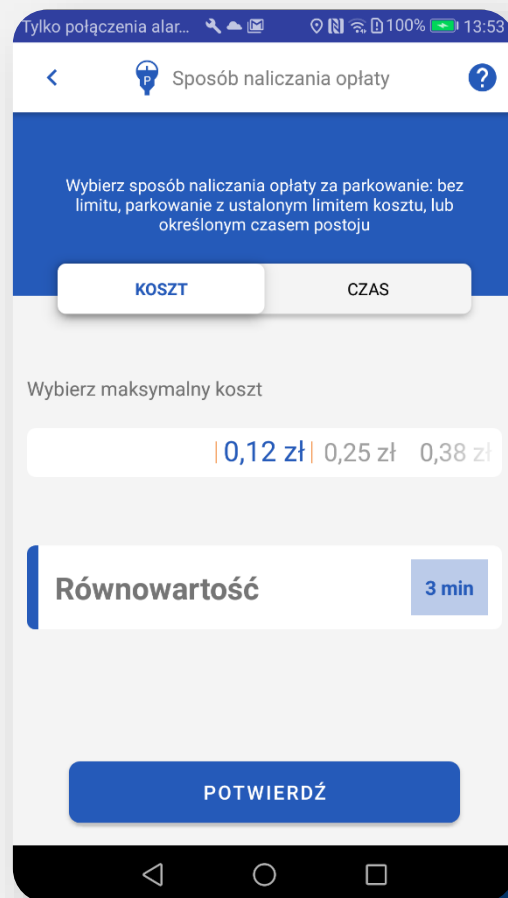 Tylko połączenia alar... 100% 13:53
P Sposób naliczania opłaty ?
Wybierz sposób naliczania opłaty za parkowanie: bez
limitu, parkowanie z ustalonym limitem kosztu, lub
określonym czasem postoju
KOSZT CZAS
Wybierz maksymalny koszt
0,12 zł 0,25 zł 0,38 zł
Równowartość 3 min
POTWIERDŹ